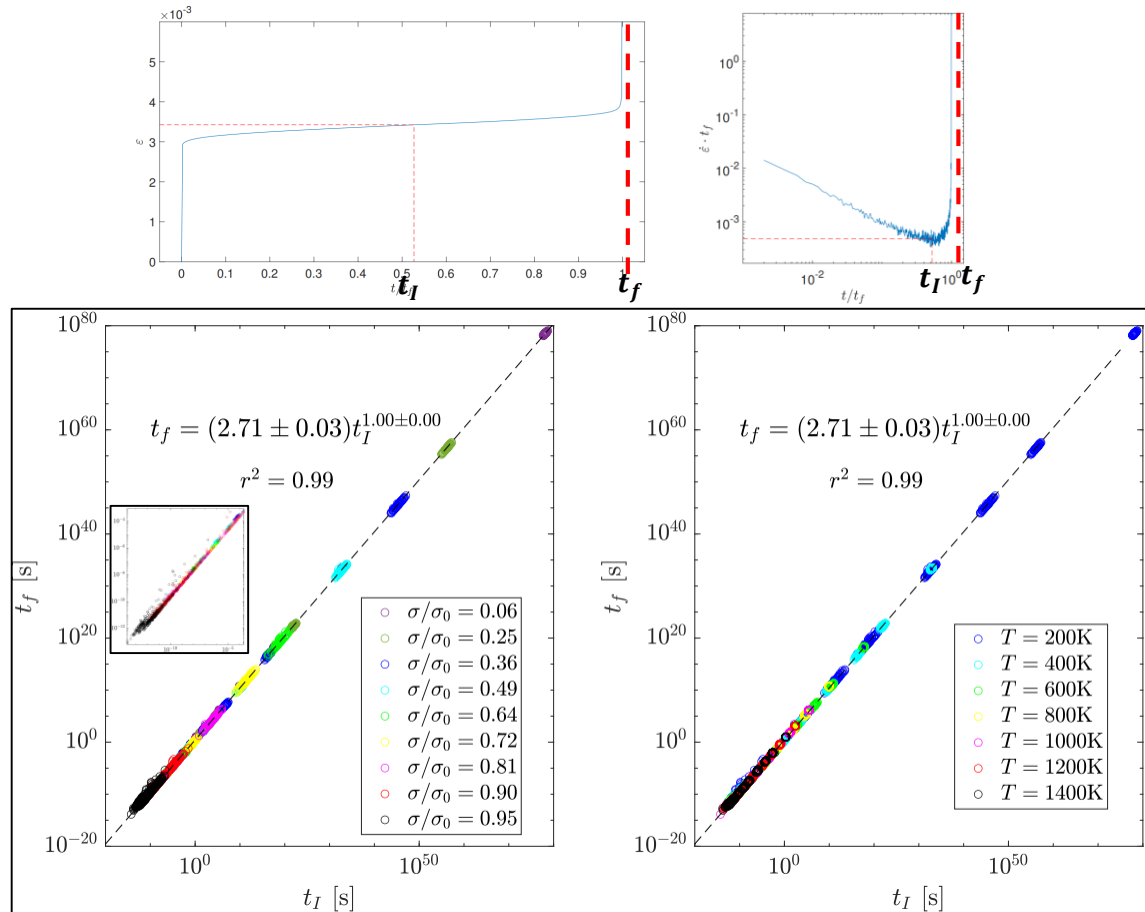 ×10⁻³
6
5
4
3
2
1
0
ε
0 0.1 0.2 0.3 0.4 0.5 0.6 0.7 0.8 0.9 1
t/t_f
t_I
t_f
10⁰
10⁻¹
10⁻²
10⁻³
ε̇ · t_f
10⁻² 10⁰
t/t_f
t_I t_f
10⁸⁰
10⁶⁰
10⁴⁰
10²⁰
10⁰
10⁻²⁰
t_f [s]
t_f = (2.71 ± 0.03)t_I^1.00±0.00
r² = 0.99
σ/σ₀ = 0.06
σ/σ₀ = 0.25
σ/σ₀ = 0.36
σ/σ₀ = 0.49
σ/σ₀ = 0.64
σ/σ₀ = 0.72
σ/σ₀ = 0.81
σ/σ₀ = 0.90
σ/σ₀ = 0.95
10⁰ 10⁵⁰
t_I [s]
10⁸⁰
10⁶⁰
10⁴⁰
10²⁰
10⁰
10⁻²⁰
t_f [s]
t_f = (2.71 ± 0.03)t_I^1.00±0.00
r² = 0.99
T = 200K
T = 400K
T = 600K
T = 800K
T = 1000K
T = 1200K
T = 1400K
10⁰ 10⁵⁰
t_I [s]